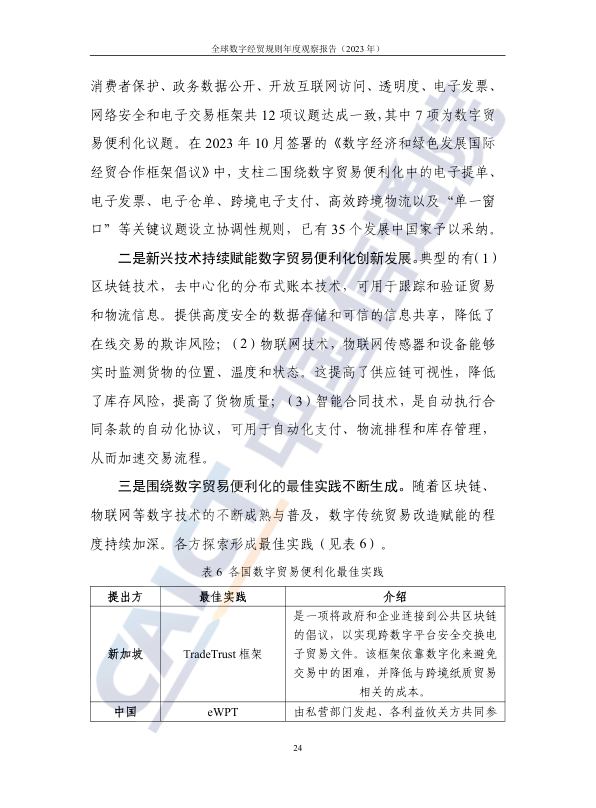 全球数字经贸规则年度观察报告（2023 年）
消费者保护、政务数据公开、开放互联网访问、透明度、电子发票、
网络安全和电子交易框架共 12 项议题达成一致,其中 7 项为数字贸
易便利化议题。在 2023 年 10 月签署的《数字经济和绿色发展国际
经贸合作框架倡议》中，支柱二围绕数字贸易便利化中的电子提单、
电子发票、电子仓单、跨境电子支付、高效跨境物流以及“单一窗
口”等关键议题设立协调性规则，已有 35 个发展中国家予以采纳。
二是新兴技术持续赋能数字贸易便利化创新发展。典型的有（1）
区块链技术，去中心化的分布式账本技术，可用于跟踪和验证贸易
和物流信息。提供高度安全的数据存储和可信的信息共享，降低了
在线交易的欺诈风险；（2）物联网技术，物联网传感器和设备能够
实时监测货物的位置、温度和状态。这提高了供应链可视性，降低
了库存风险，提高了货物质量；（3）智能合同技术，是自动执行合
同条款的自动化协议，可用于自动化支付、物流排程和库存管理，
从而加速交易流程。
三是围绕数字贸易便利化的最佳实践不断生成。随着区块链、
物联网等数字技术的不断成熟与普及，数字传统贸易改造赋能的程
度持续加深。各方探索形成最佳实践（见表 6）。
表 6 各国数字贸易便利化最佳实践
提出方 最佳实践 介绍
是一项将政府和企业连接到公共区块链
的倡议，以实现跨数字平台安全交换电
新加坡 TradeTrust 框架 子贸易文件。该框架依靠数字化来避免
交易中的困难，并降低与跨境纸质贸易
相关的成本。
中国 eWPT 由私营部门发起、各利益攸关方共同参
24
CAICT 中国信通院